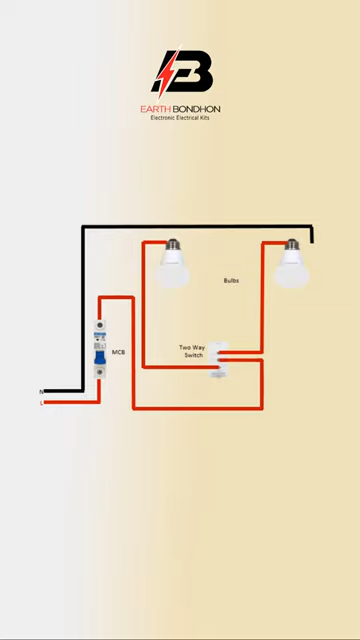 EARTH BONDHON
Electronic Electrical Kits
Bulbs
Two Way
Switch
MCB
N
L